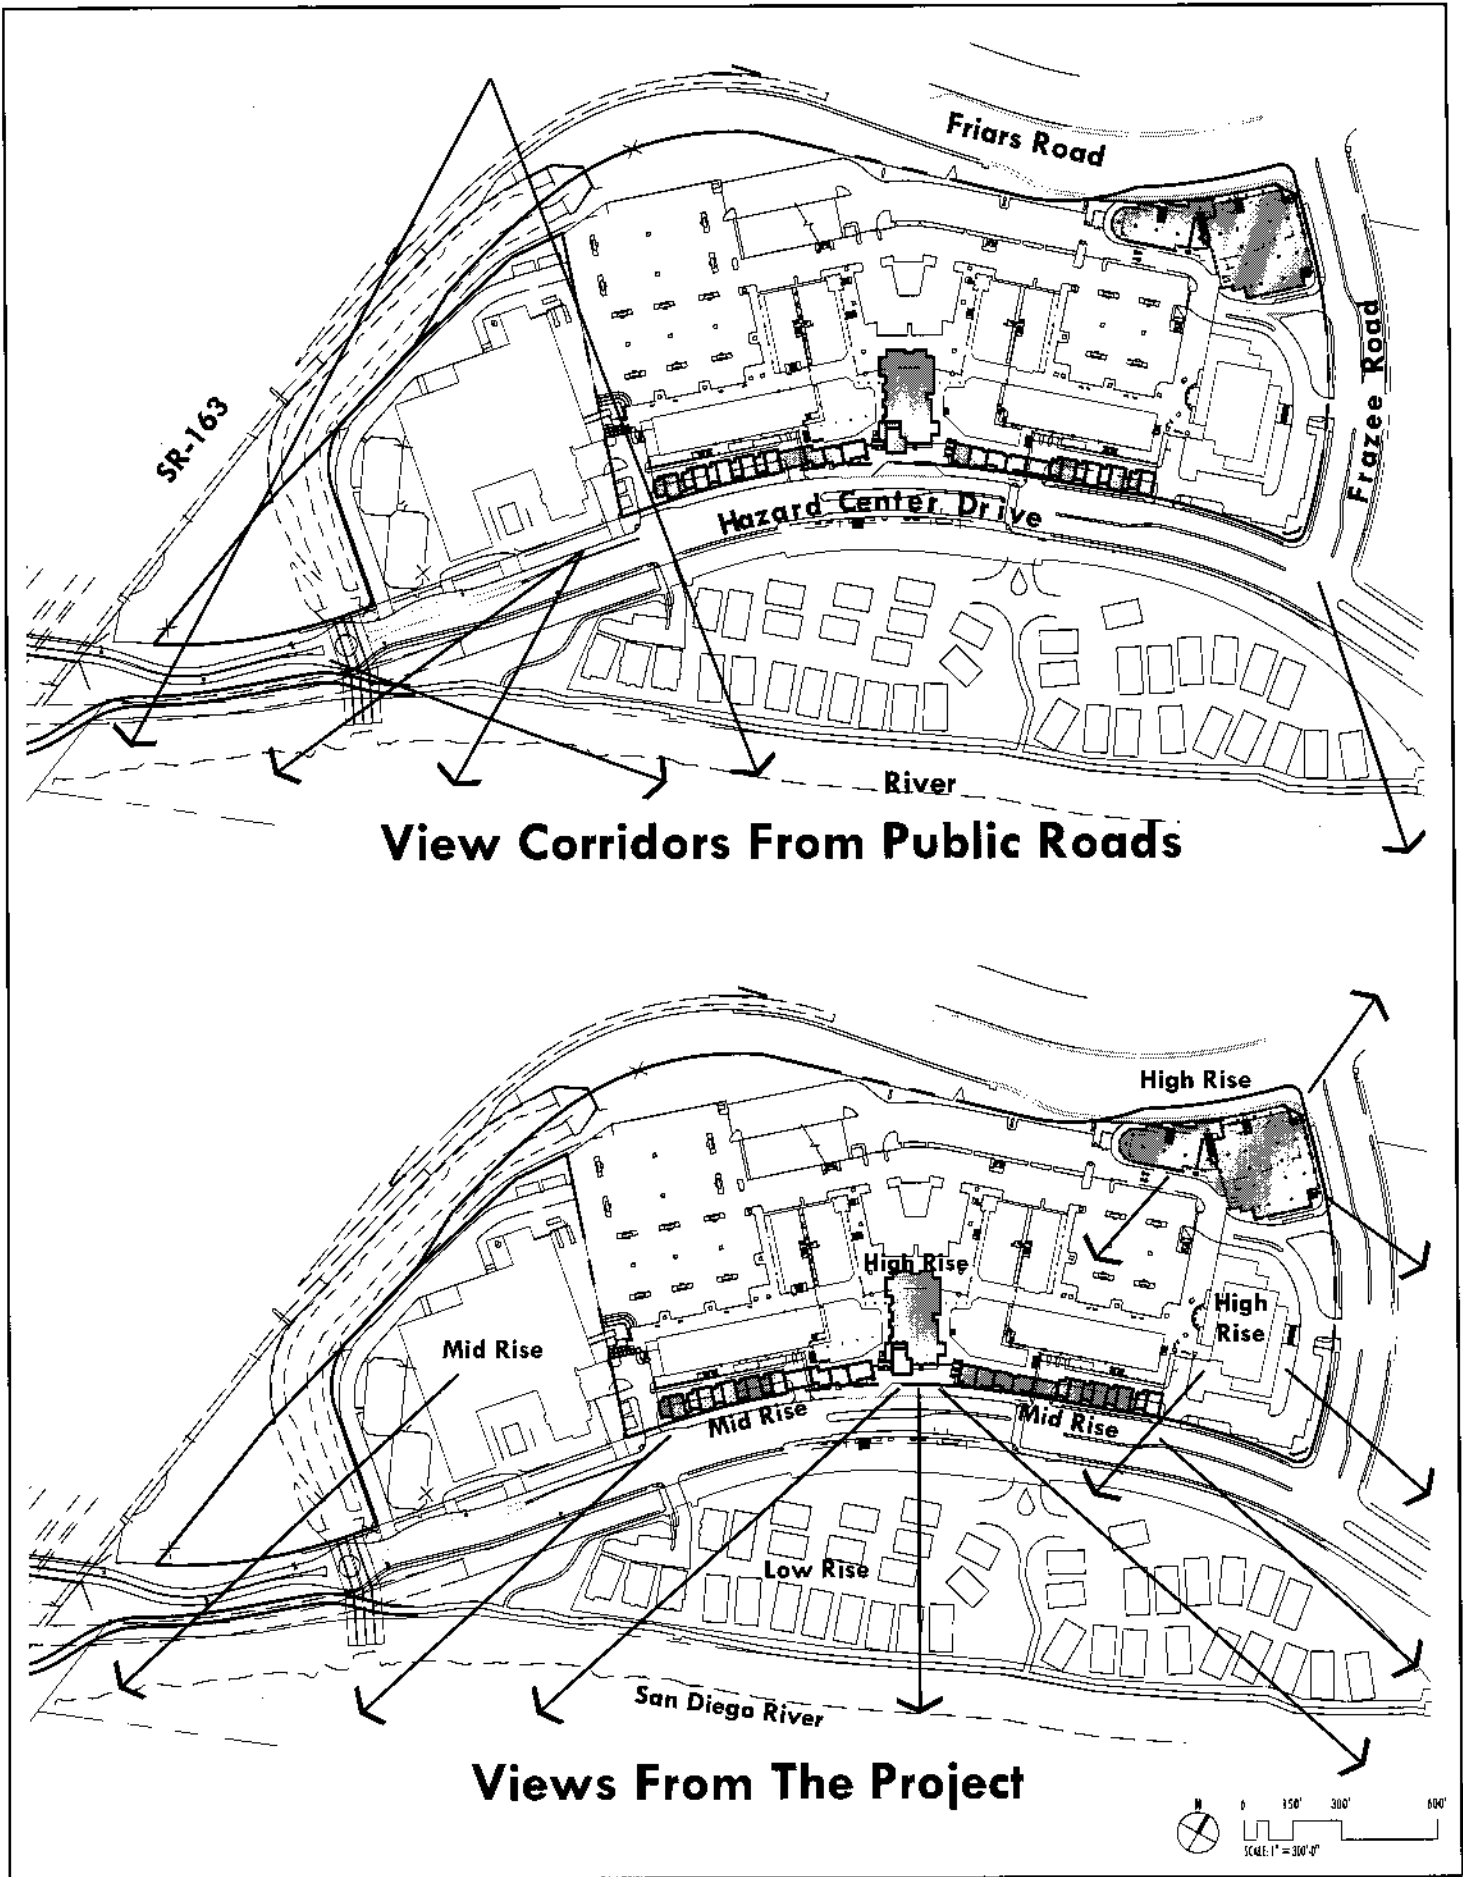 Friars Road
SR-163
Frazee Road
Hazard Center Drive
River
View Corridors From Public Roads
High Rise
High Rise
High
Rise
Mid Rise
Mid Rise
Mid Rise
Low Rise
San Diego River
Views From The Project
N
0 150' 300' 600'
SCALE: 1" = 300'-0"